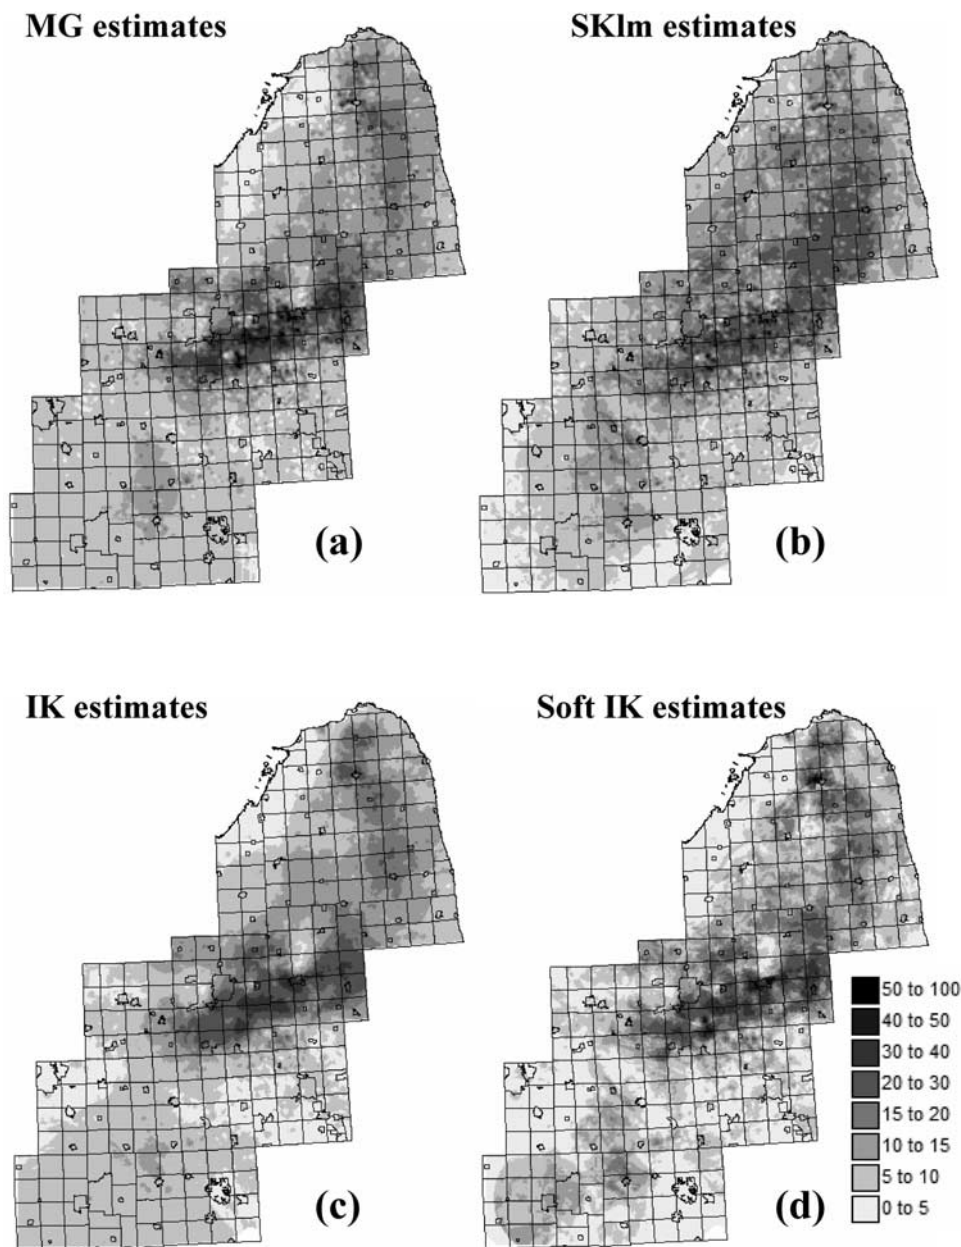 MG estimates
SKlm estimates
(a)
(b)
IK estimates
Soft IK estimates
50 to 100
40 to 50
30 to 40
20 to 30
15 to 20
10 to 15
5 to 10
0 to 5
(c)
(d)